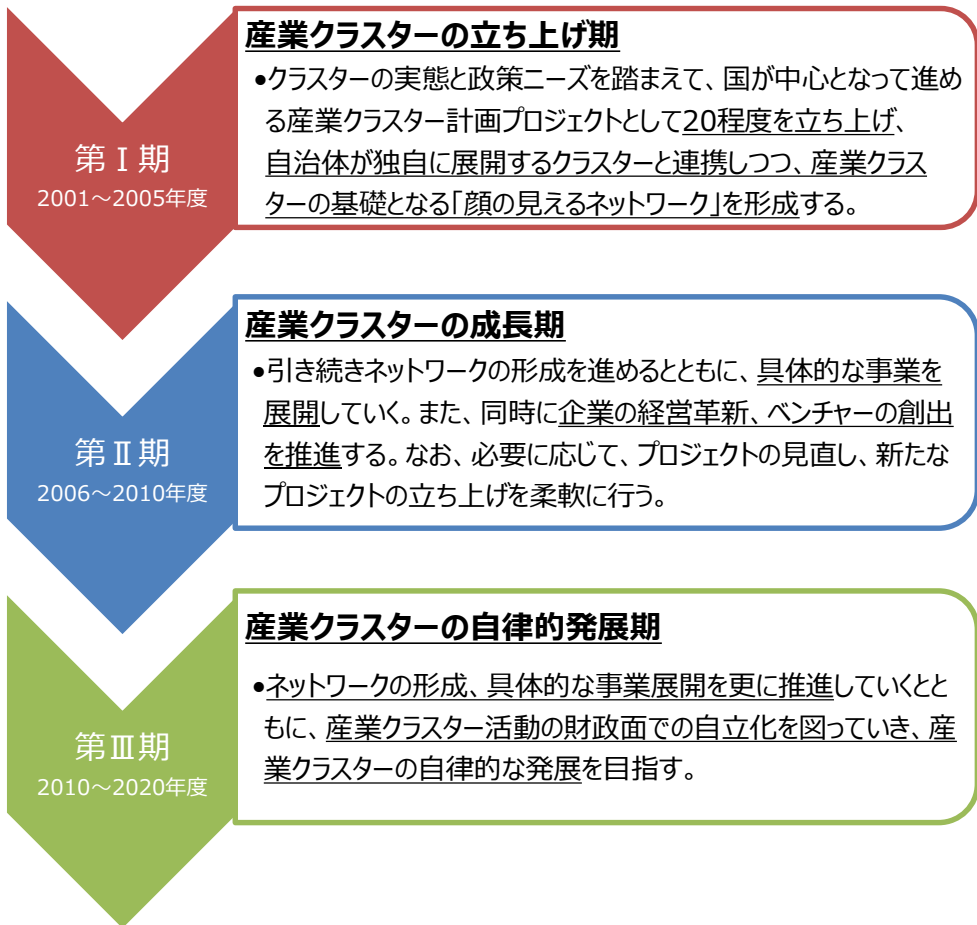 第Ⅰ期
2001～2005年度
産業クラスターの立ち上げ期
•クラスターの実態と政策ニーズを踏まえて、国が中心となって進め
る産業クラスター計画プロジェクトとして20程度を立ち上げ、
自治体が独自に展開するクラスターと連携しつつ、産業クラス
ターの基礎となる「顔の見えるネットワーク」を形成する。
第Ⅱ期
2006～2010年度
産業クラスターの成長期
•引き続きネットワークの形成を進めるとともに、具体的な事業を
展開していく。また、同時に企業の経営革新、ベンチャーの創出
を推進する。なお、必要に応じて、プロジェクトの見直し、新たな
プロジェクトの立ち上げを柔軟に行う。
第Ⅲ期
2010～2020年度
産業クラスターの自律的発展期
•ネットワークの形成、具体的な事業展開を更に推進していくとと
もに、産業クラスター活動の財政面での自立化を図っていき、産
業クラスターの自律的な発展を目指す。